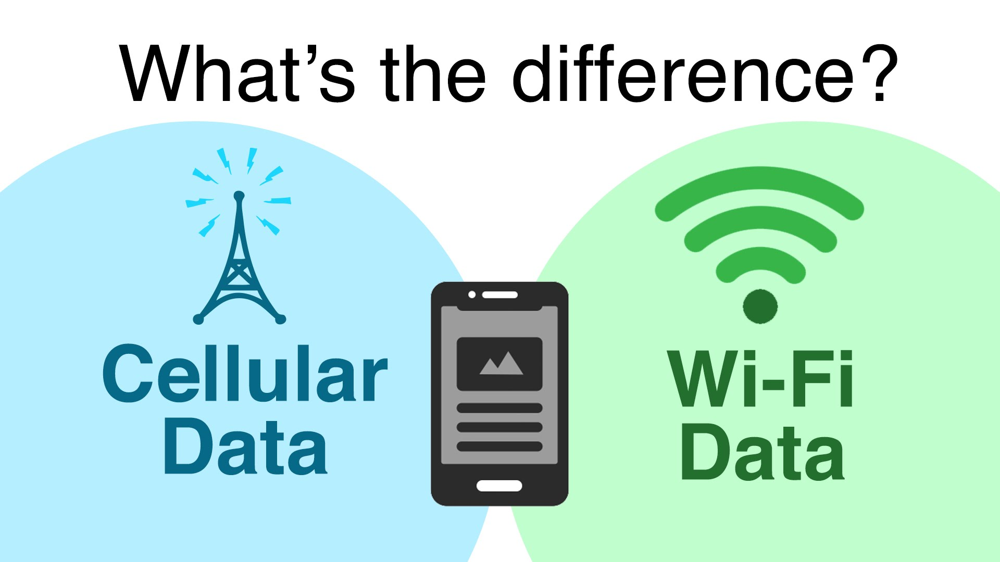 What’s the difference?
Cellular
Data
Wi-Fi
Data